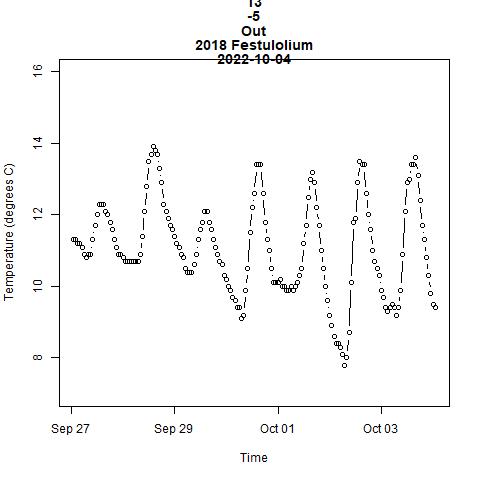 13
-5
Out
2018 Festulolium
2022-10-04
Temperature (degrees C)
16
14
12
10
8
Sep 27
Sep 29
Oct 01
Oct 03
Time